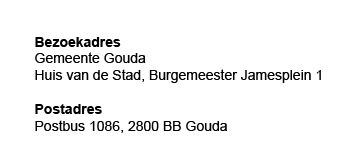 Bezoekadres
Gemeente Gouda
Huis van de Stad, Burgemeester Jamesplein 1
Postadres
Postbus 1086, 2800 BB Gouda